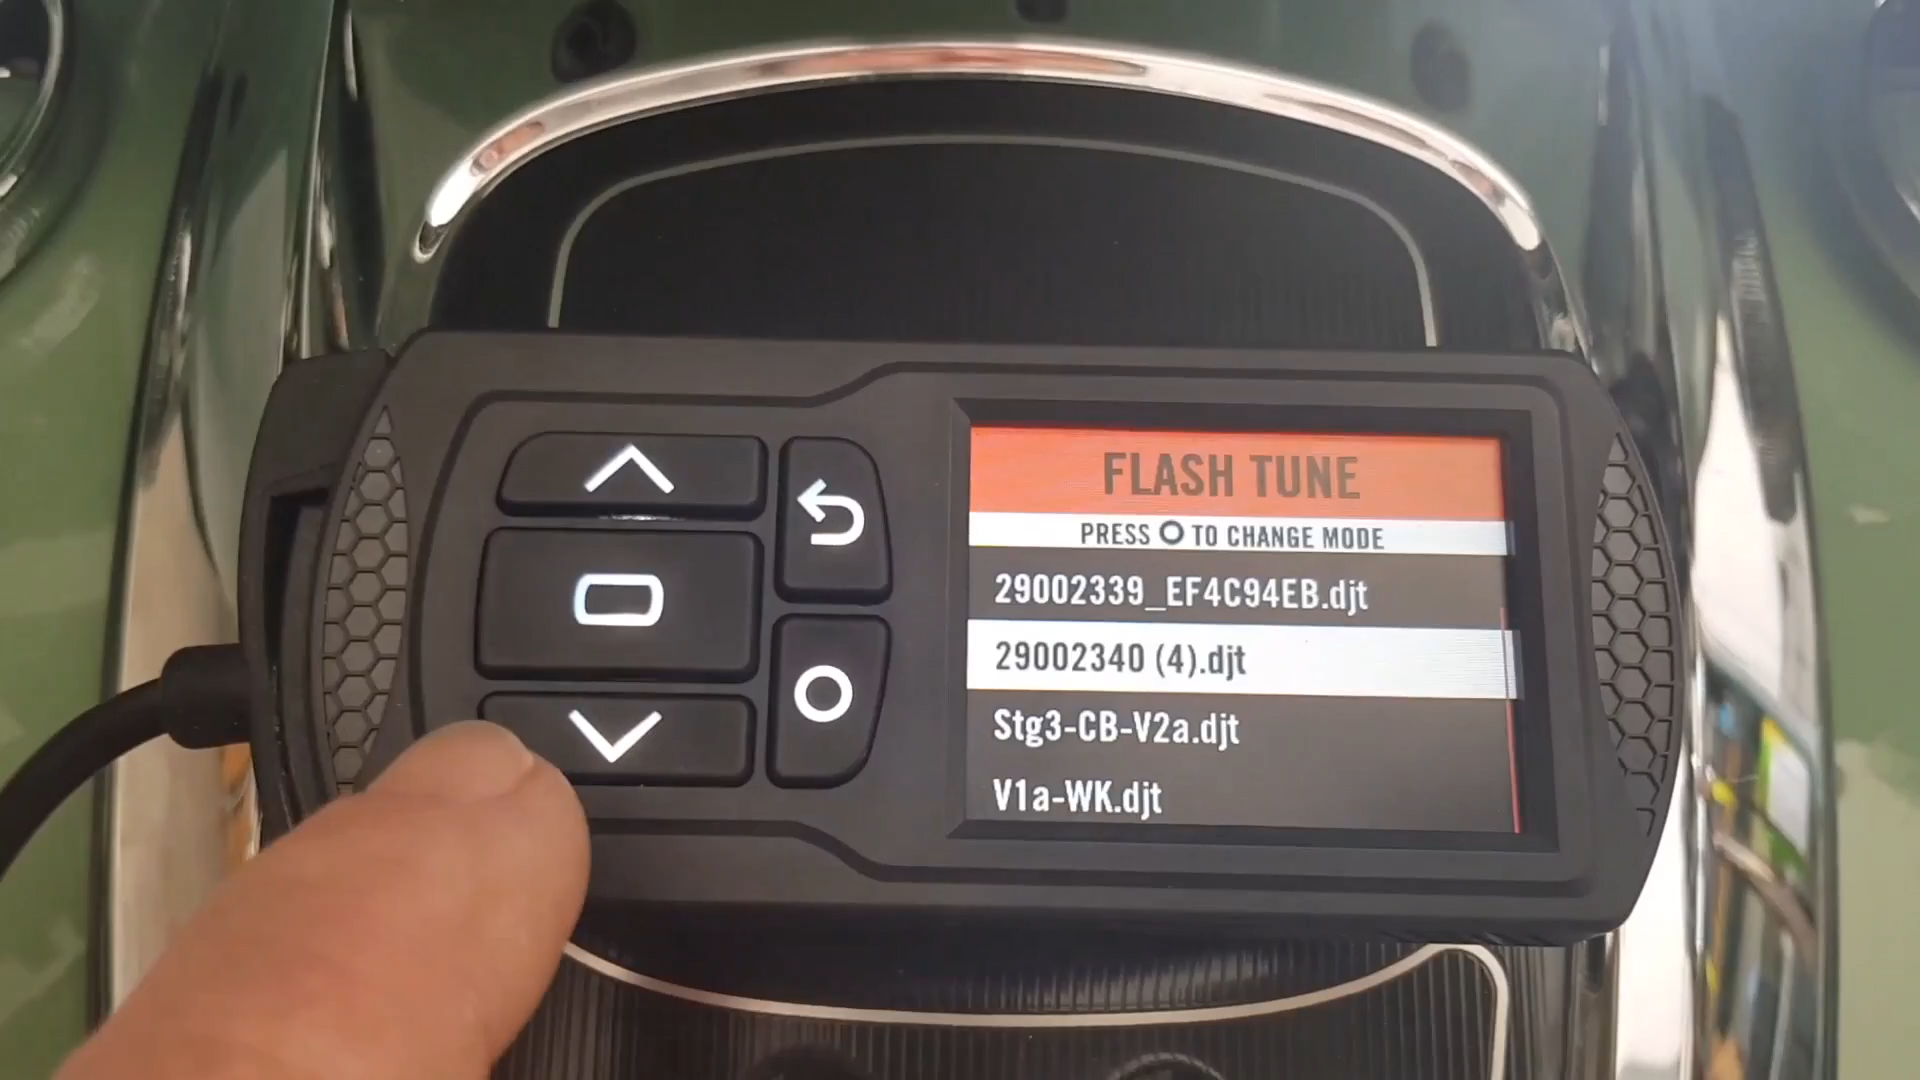 FLASH TUNE
PRESS O TO CHANGE MODE
29002339_EF4C94EB.djt
29002340 (4).djt
Stg3-CB-V2a.djt
V1a-WK.djt